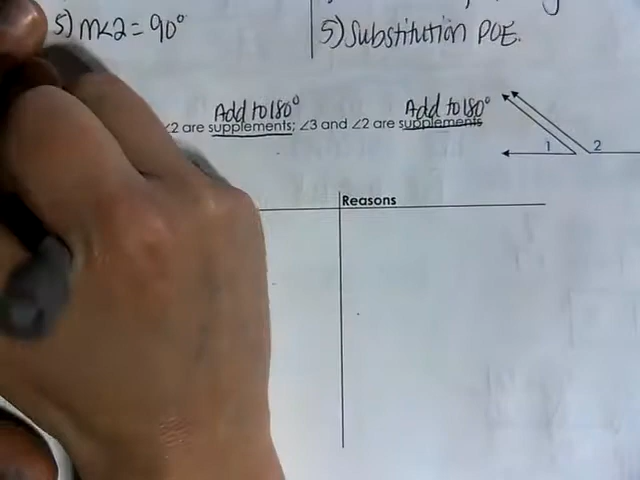 5) m<2 = 90°
5) Substitution POE.
Add to 180° Add to 180°
∠2 are supplements; ∠3 and ∠2 are supplements
1 2
Reasons